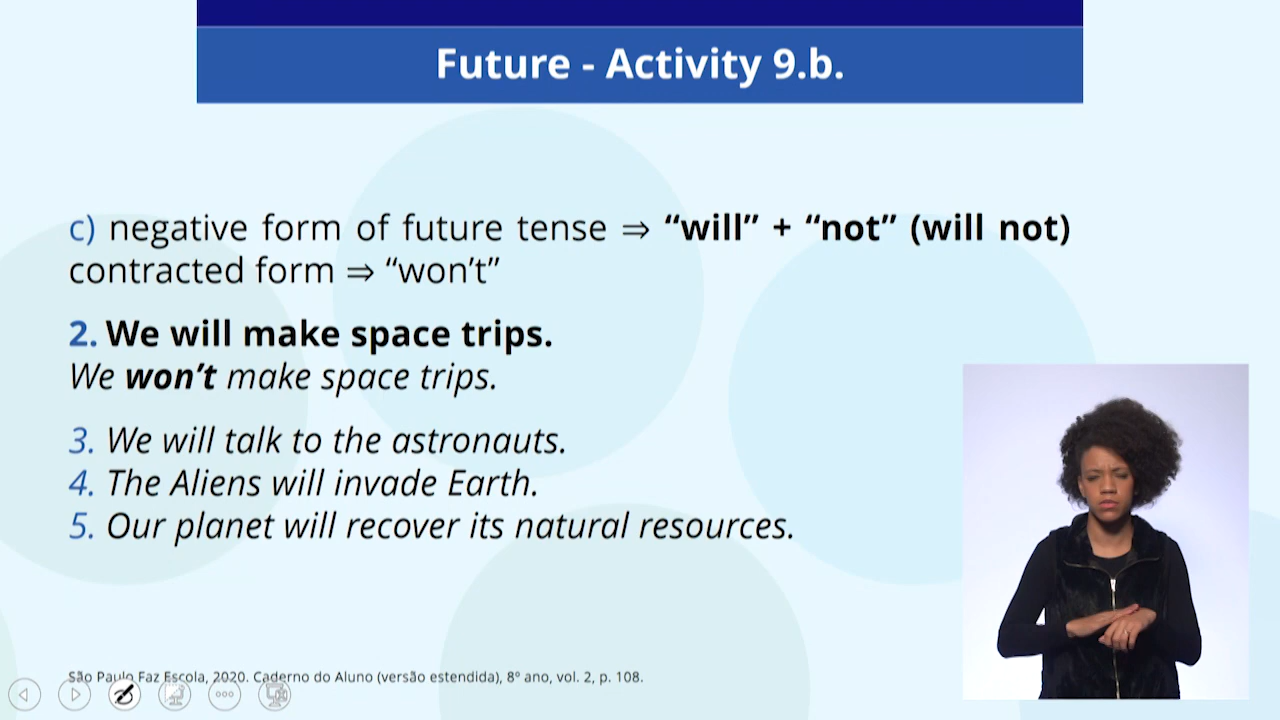 Future - Activity 9.b.
c) negative form of future tense ⇒ “will” + “not” (will not)
contracted form ⇒ “won’t”
2. We will make space trips.
We won’t make space trips.
3. We will talk to the astronauts.
4. The Aliens will invade Earth.
5. Our planet will recover its natural resources.
São Paulo Faz Escola, 2020. Caderno do Aluno (versão estendida), 8º ano, vol. 2, p. 108.